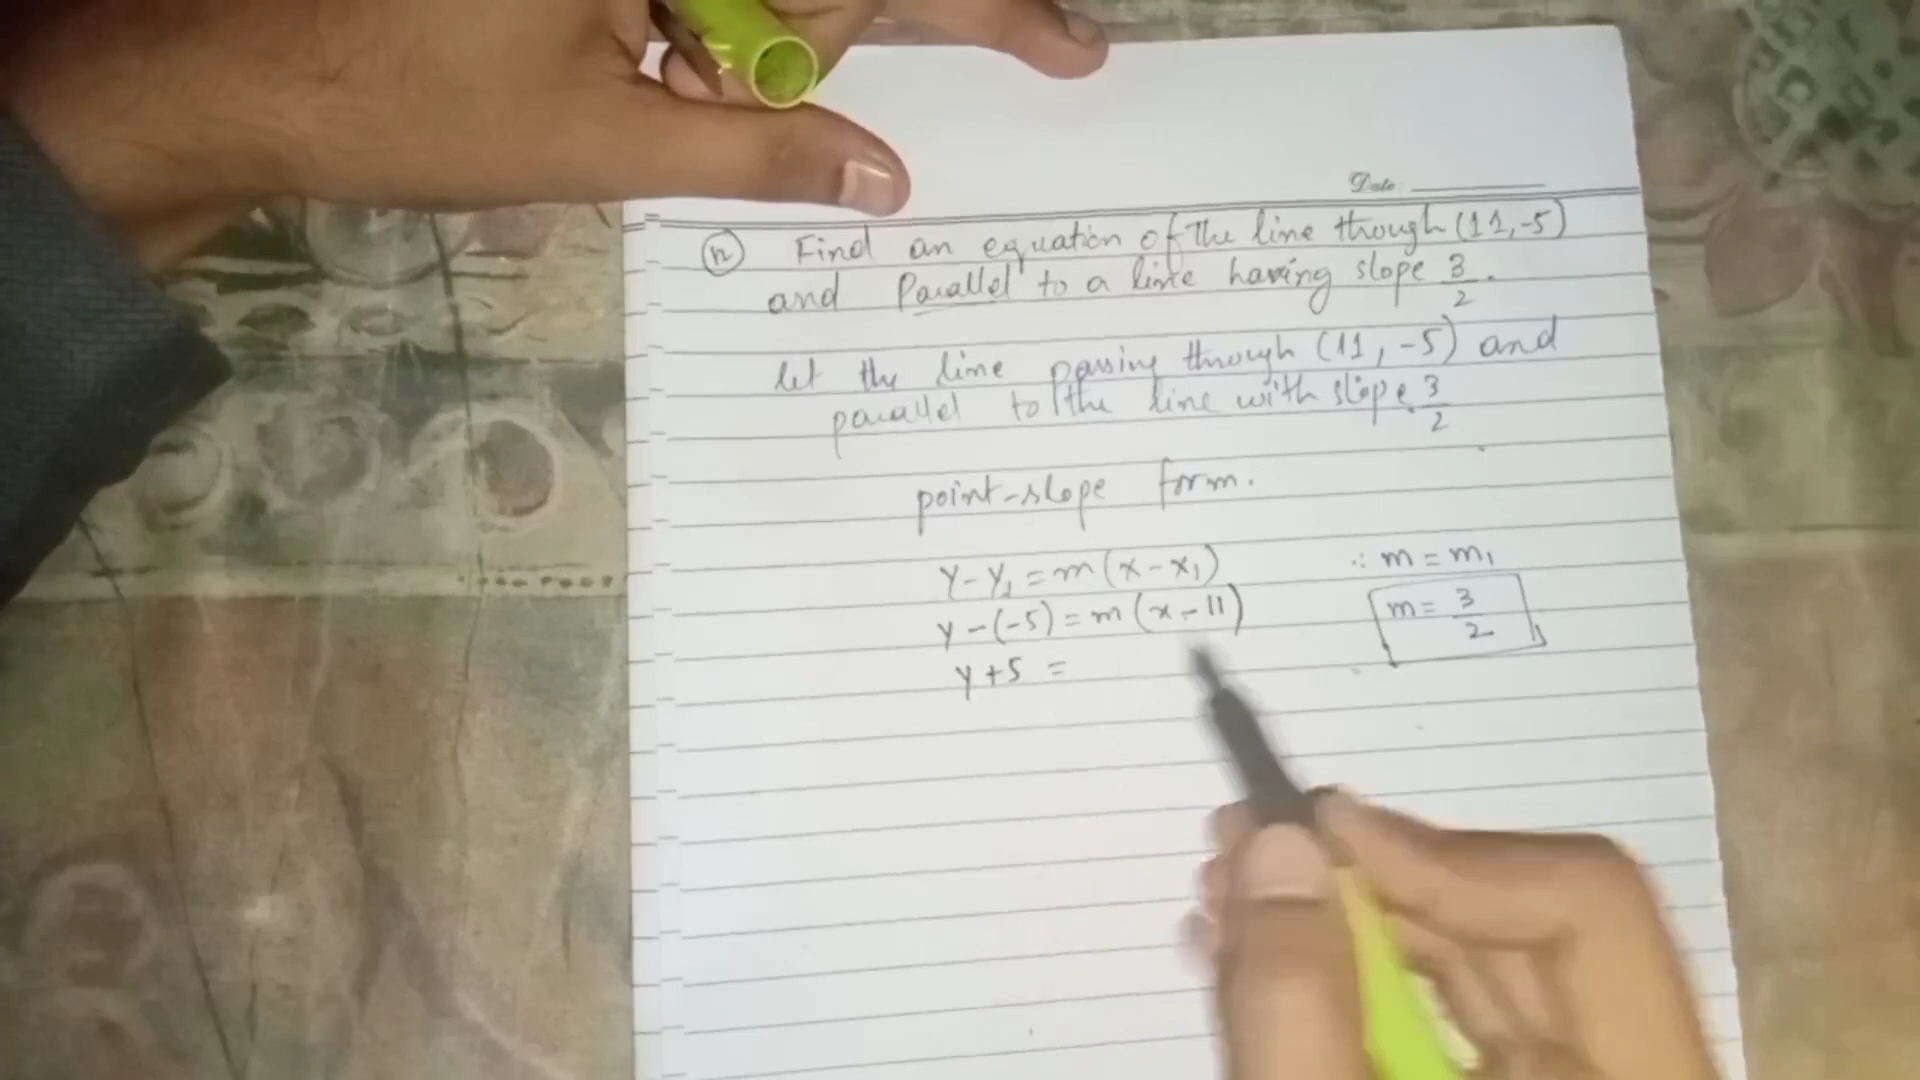 Date
(n) Find an equation of the line though (11,-5)
and Parallel to a line having slope 3/2.
let the line passing through (11, -5) and
parallel to the line with slope 3/2
point-slope form.
y - y₁ = m(x - x₁) ∵ m = m₁
y - (-5) = m(x - 11) m = 3/2
y + 5 =